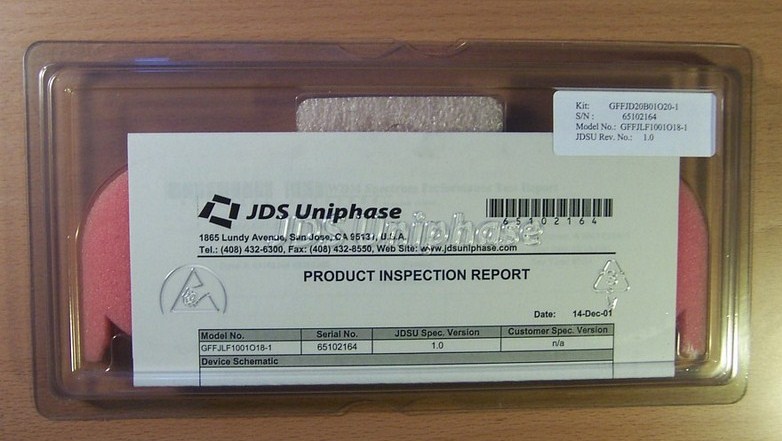 Kit: GFFJD20B01O20-1
S/N : 65102164
Model No.: GFFJLF1001O18-1
JDSU Rev. No.: 1.0
JDS Uniphase
65102164
JDS Uniphase
1865 Lundy Avenue, San Jose, CA 95131, U.S.A.
Tel.: (408) 432-6300, Fax: (408) 432-8550, Web Site: www.jdsuniphase.com
PRODUCT INSPECTION REPORT
Date: 14-Dec-01
Model No. Serial No. JDSU Spec. Version Customer Spec. Version
GFFJLF1001O18-1 65102164 1.0 n/a
Device Schematic